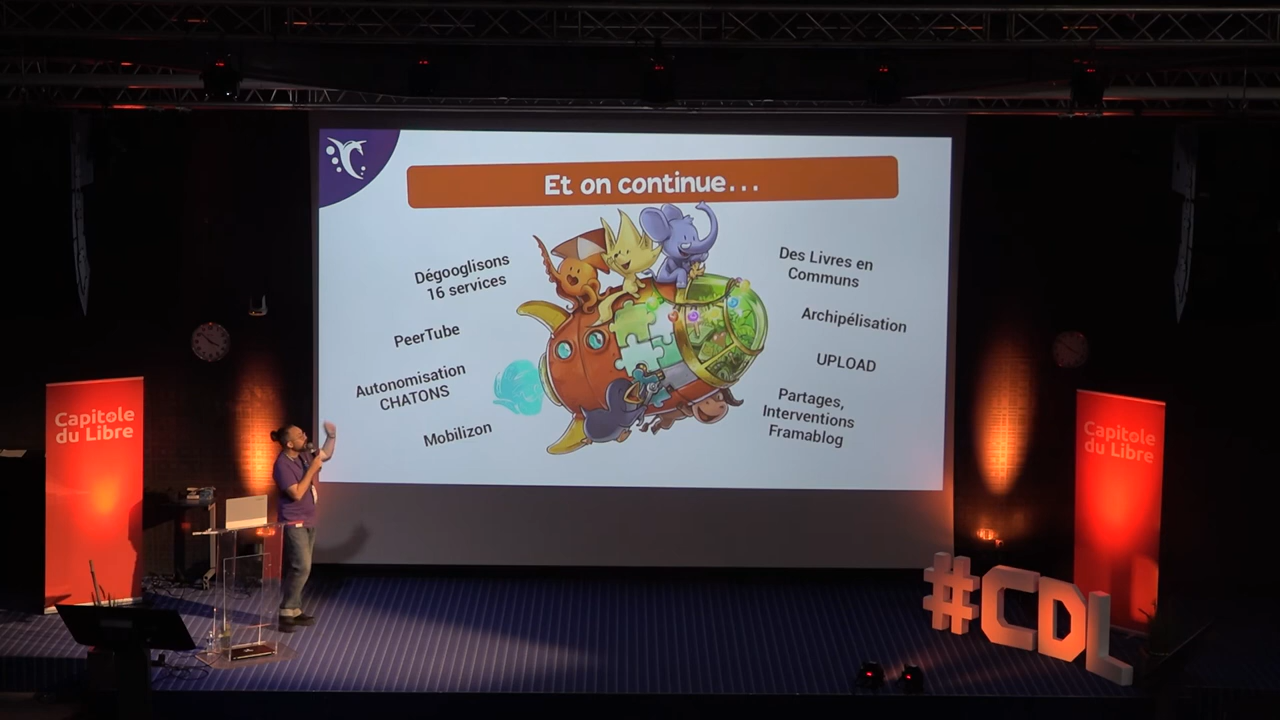 Et on continue...
Dégooglisons
16 services
PeerTube
Autonomisation
CHATONS
Mobilizon
Des Livres en
Communs
Archipélisation
UPLOAD
Partages,
Interventions
Framablog
Capitole
du Libre
Capitole
du Libre
#CDL